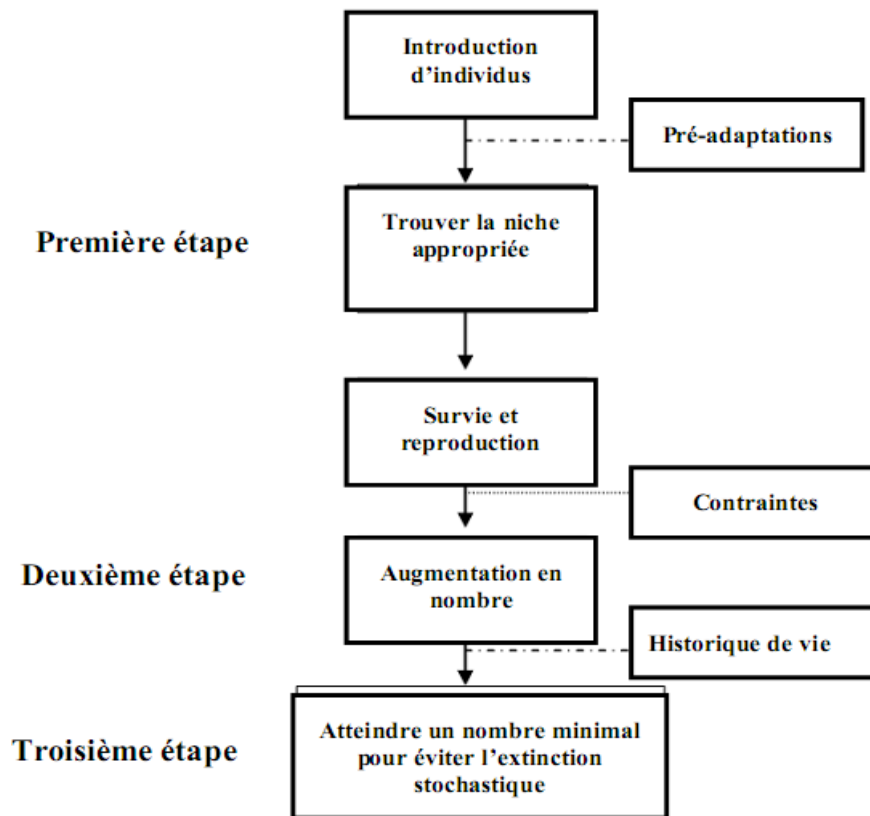 Introduction
d’individus
Pré-adaptations
Trouver la niche
appropriée
Première étape
Survie et
reproduction
Contraintes
Augmentation en
nombre
Deuxième étape
Historique de vie
Atteindre un nombre minimal
pour éviter l’extinction
stochastique
Troisième étape